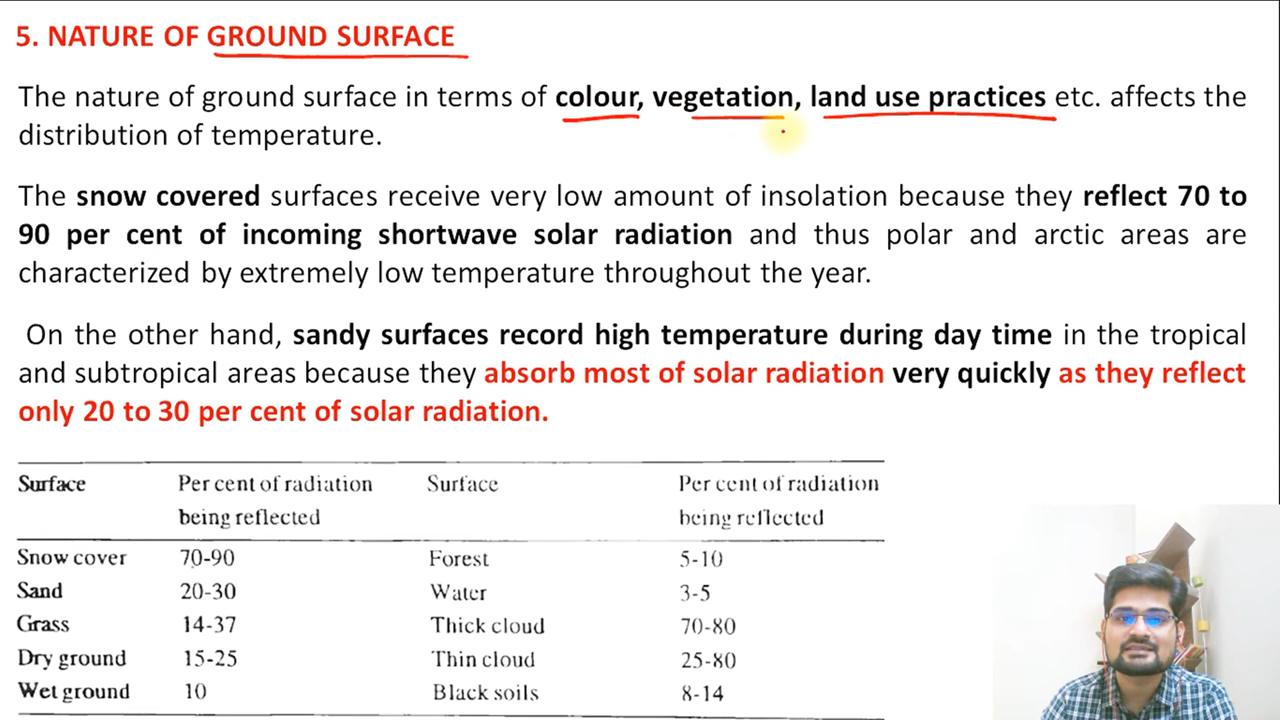 5. NATURE OF GROUND SURFACE
The nature of ground surface in terms of colour, vegetation, land use practices etc. affects the
distribution of temperature.
The snow covered surfaces receive very low amount of insolation because they reflect 70 to
90 per cent of incoming shortwave solar radiation and thus polar and arctic areas are
characterized by extremely low temperature throughout the year.
On the other hand, sandy surfaces record high temperature during day time in the tropical
and subtropical areas because they absorb most of solar radiation very quickly as they reflect
only 20 to 30 per cent of solar radiation.
Surface Per cent of radiation Surface Per cent of radiation
being reflected being reflected
Snow cover 70-90 Forest 5-10
Sand 20-30 Water 3-5
Grass 14-37 Thick cloud 70-80
Dry ground 15-25 Thin cloud 25-80
Wet ground 10 Black soils 8-14